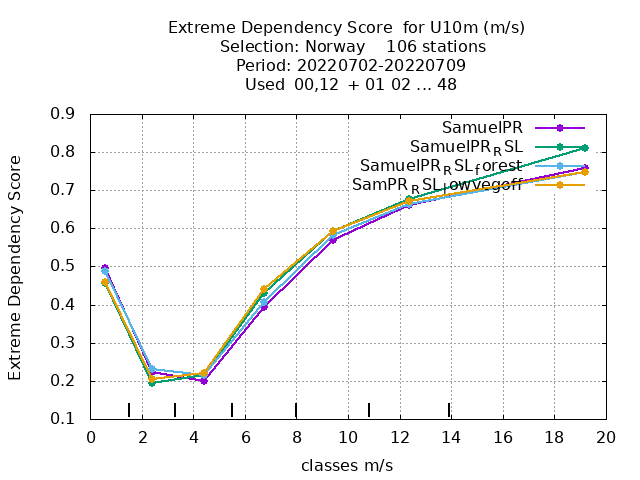 Extreme Dependency Score for U10m (m/s)
Selection: Norway 106 stations
Period: 20220702-20220709
Used 00,12 + 01 02 ... 48
Extreme Dependency Score
0.9
0.8
0.7
0.6
0.5
0.4
0.3
0.2
0.1
SamuelPR
SamuelPR_RSL
SamuelPR_RSL_forest
SamPR_RSL_lowvegoff
0 2 4 6 8 10 12 14 16 18 20
classes m/s